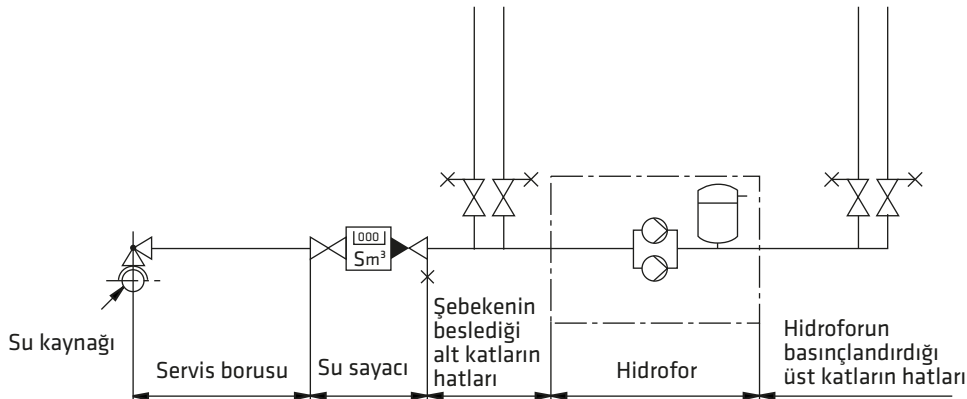 000
Sm³
Su kaynağı
Servis borusu
Su sayacı
Şebekenin
beslediği
alt katların
hatları
Hidrofor
Hidroforun
basınçlandırdığı
üst katların hatları